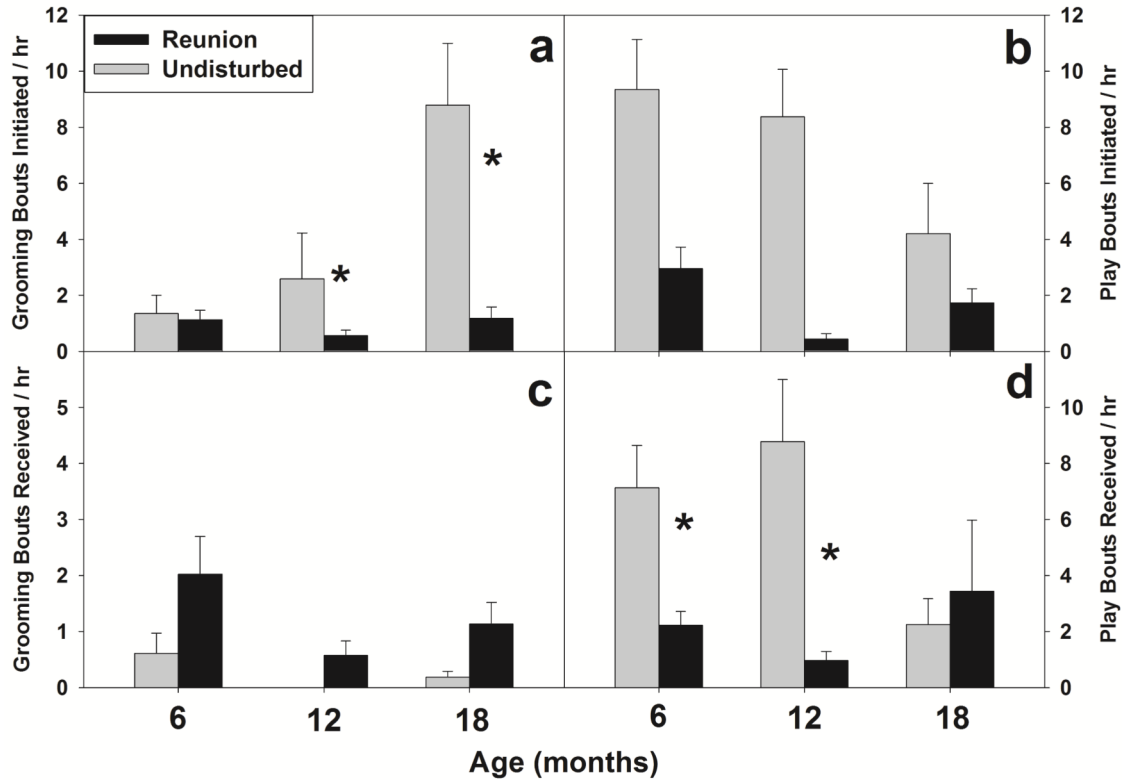 Reunion
Undisturbed
a
b
Grooming Bouts Initiated / hr
12
10
8
6
4
2
0
*
*
12
10
8
6
4
2
0
Play Bouts Initiated / hr
c
d
Grooming Bouts Received / hr
5
4
3
2
1
0
*
*
10
8
6
4
2
0
Play Bouts Received / hr
6 12 18 6 12 18
Age (months)